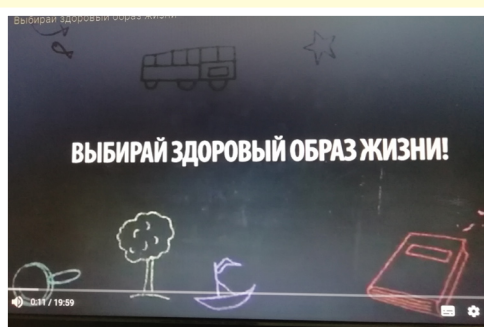 Выбирай здоровый образ жизни
ВЫБИРАЙ ЗДОРОВЫЙ ОБРАЗ ЖИЗНИ!
0:11 / 19:59